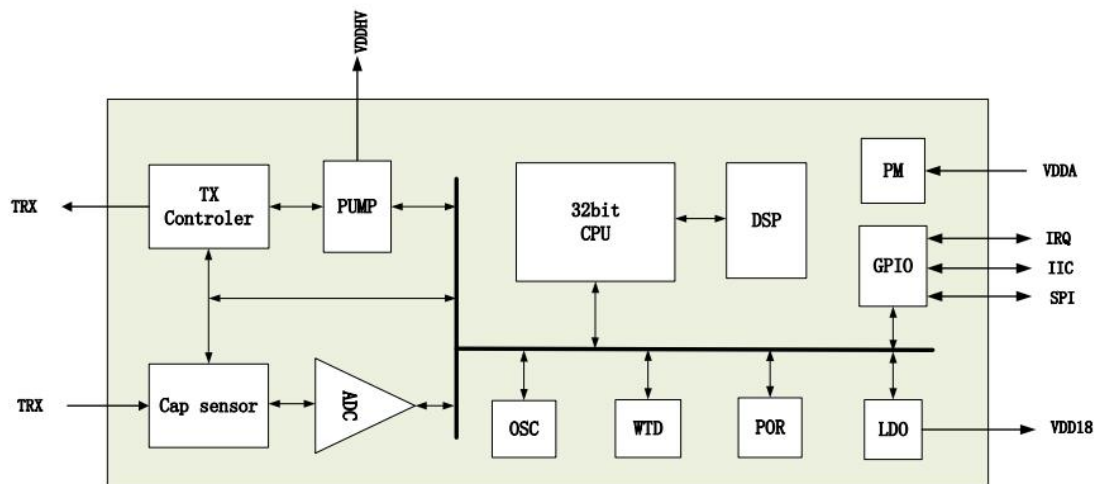 VDDHV
PM
VDDA
TRX
TX
Controler
PUMP
32bit
CPU
DSP
IRQ
GPIO
IIC
SPI
TRX
Cap sensor
ADC
OSC
WTD
POR
LDO
VDD18